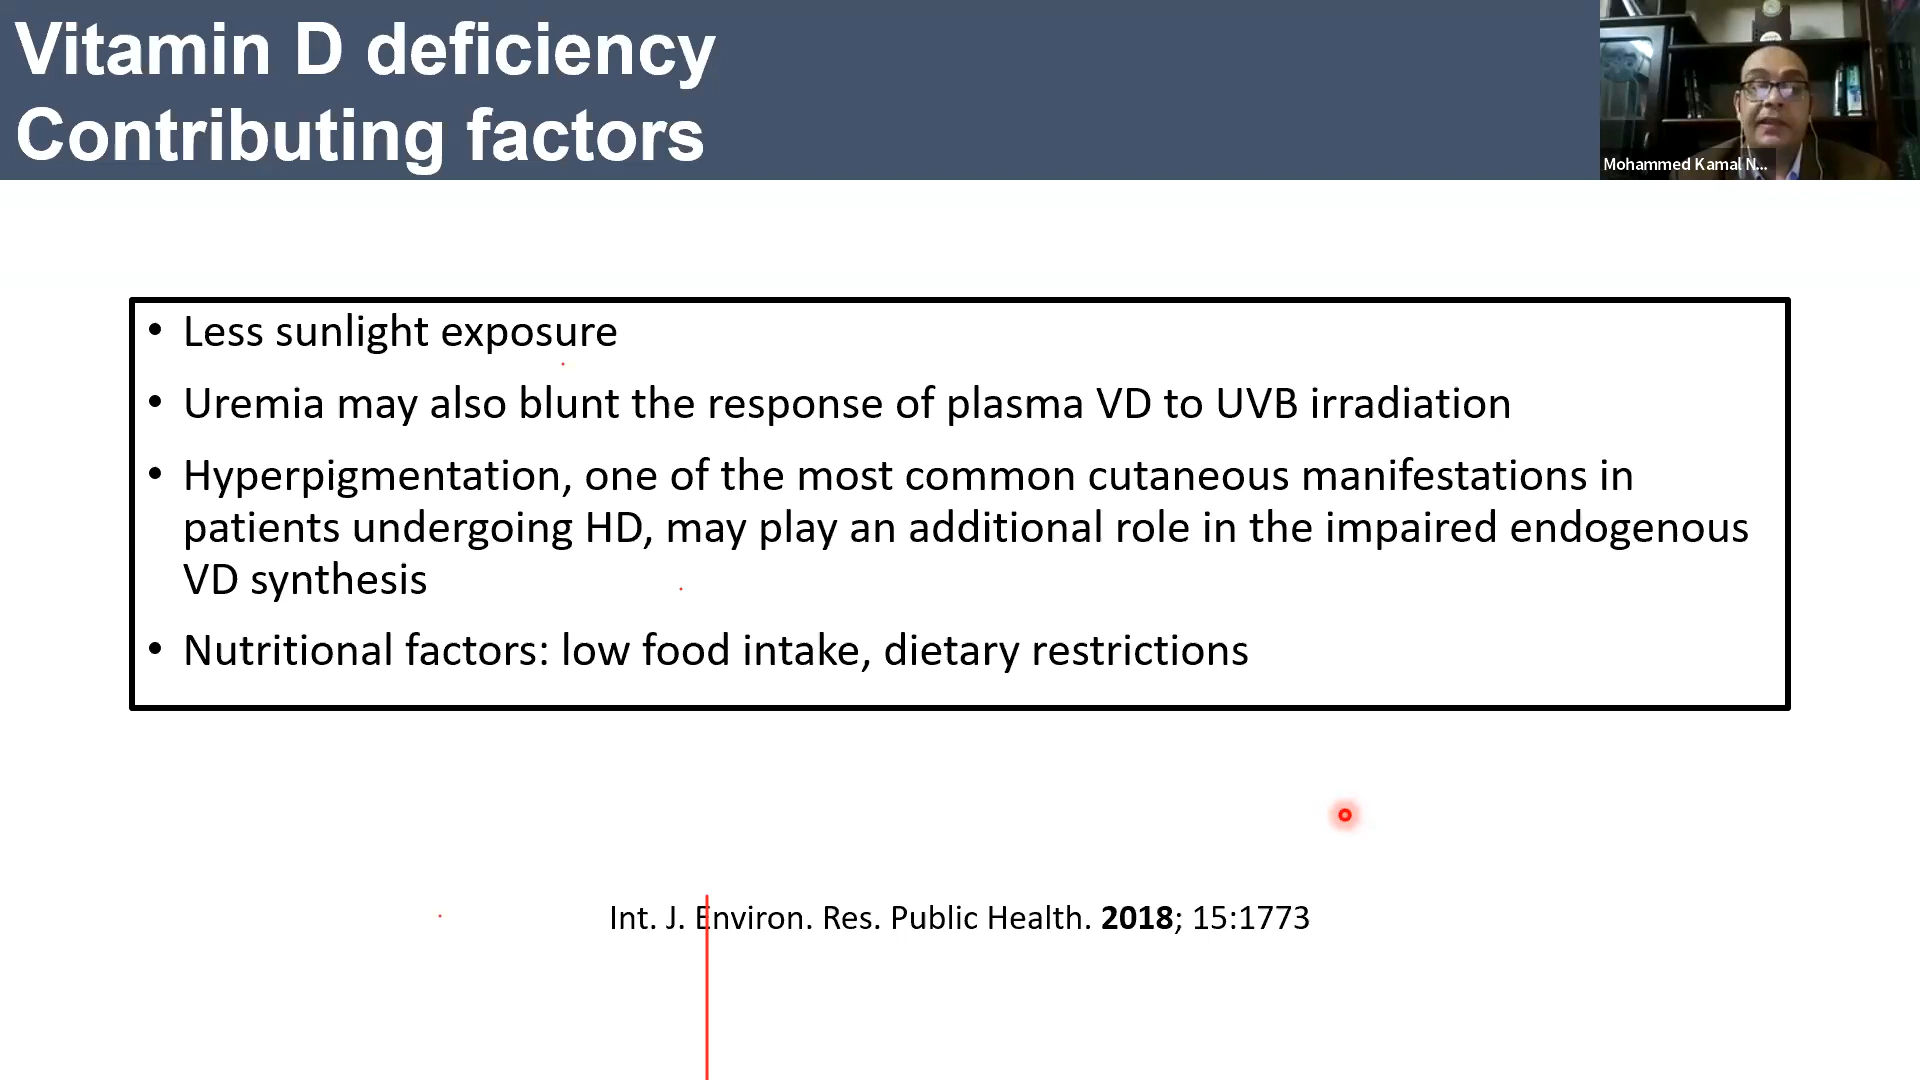 Vitamin D deficiency
Contributing factors
Mohammed Kamal N...
• Less sunlight exposure
• Uremia may also blunt the response of plasma VD to UVB irradiation
• Hyperpigmentation, one of the most common cutaneous manifestations in
patients undergoing HD, may play an additional role in the impaired endogenous
VD synthesis
• Nutritional factors: low food intake, dietary restrictions
Int. J. Environ. Res. Public Health. 2018; 15:1773